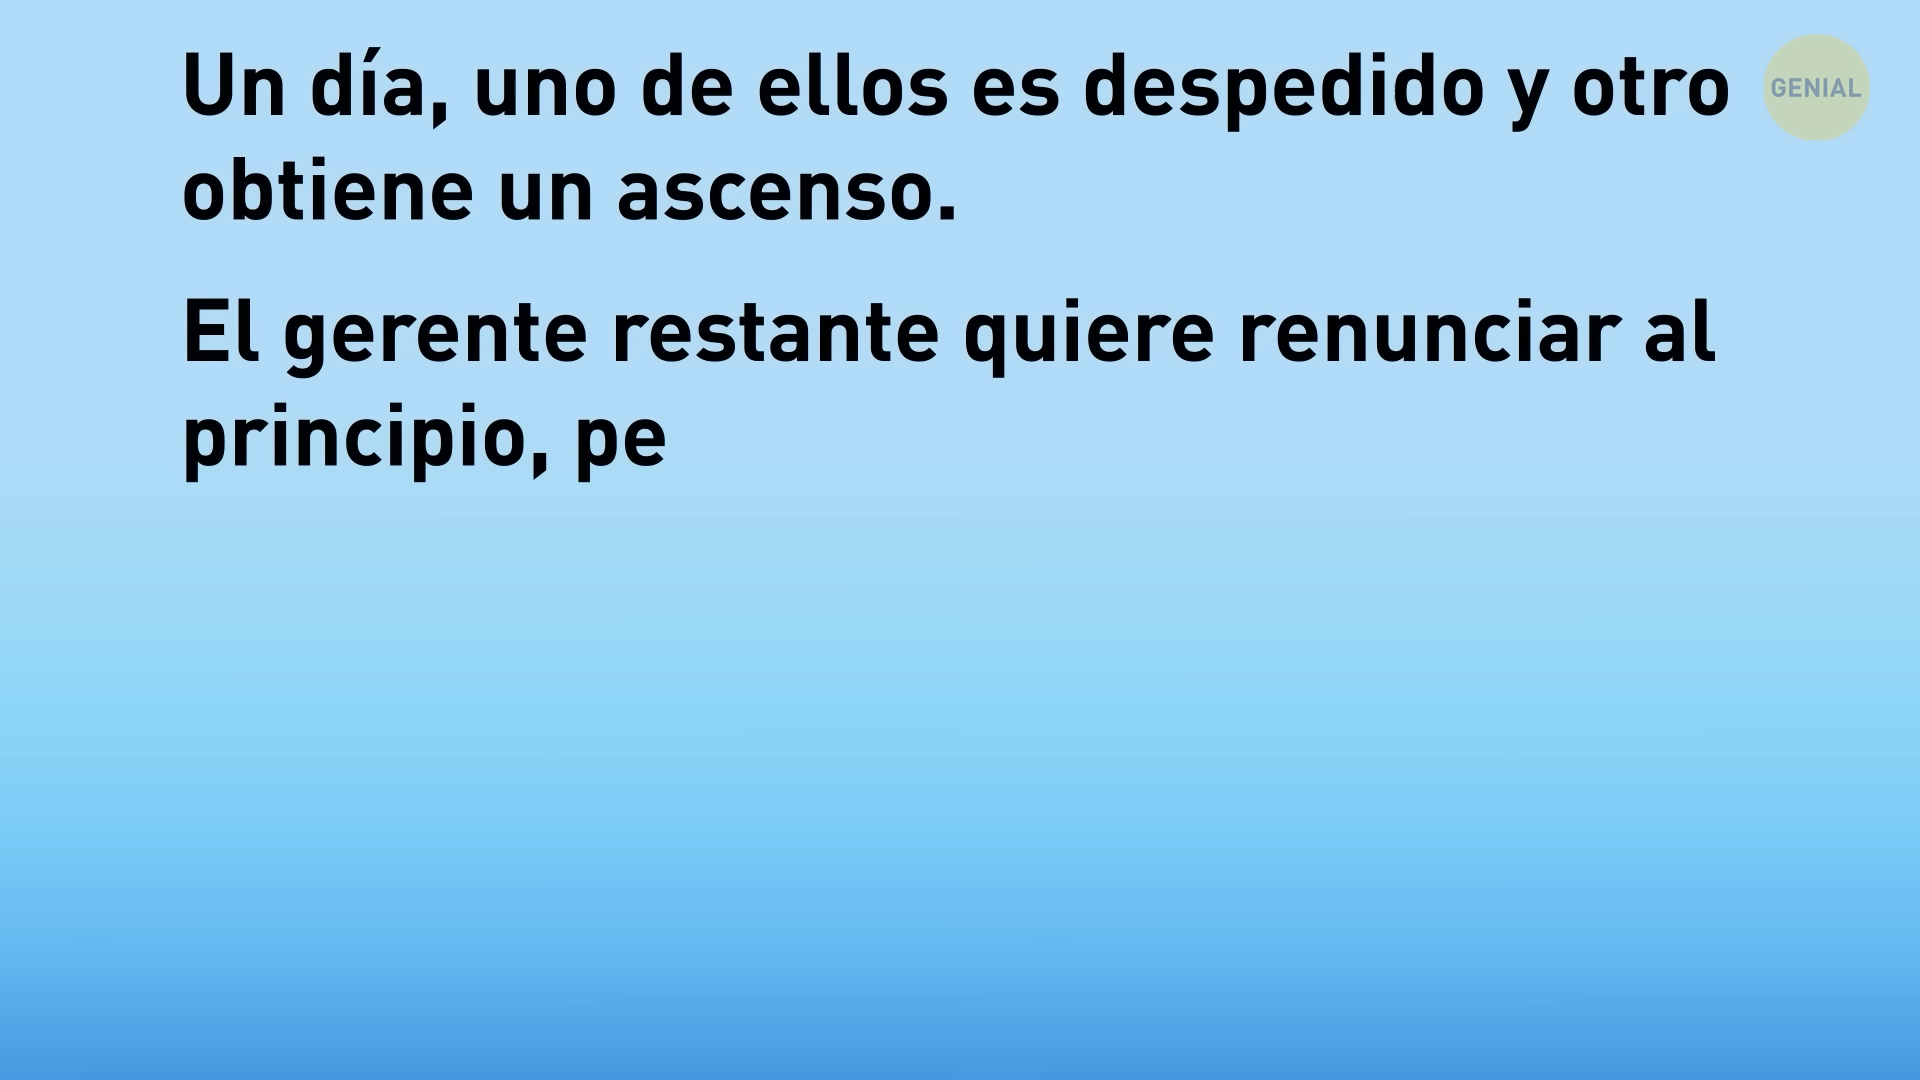 Un día, uno de ellos es despedido y otro
GENIAL
obtiene un ascenso.
El gerente restante quiere renunciar al
principio, pe